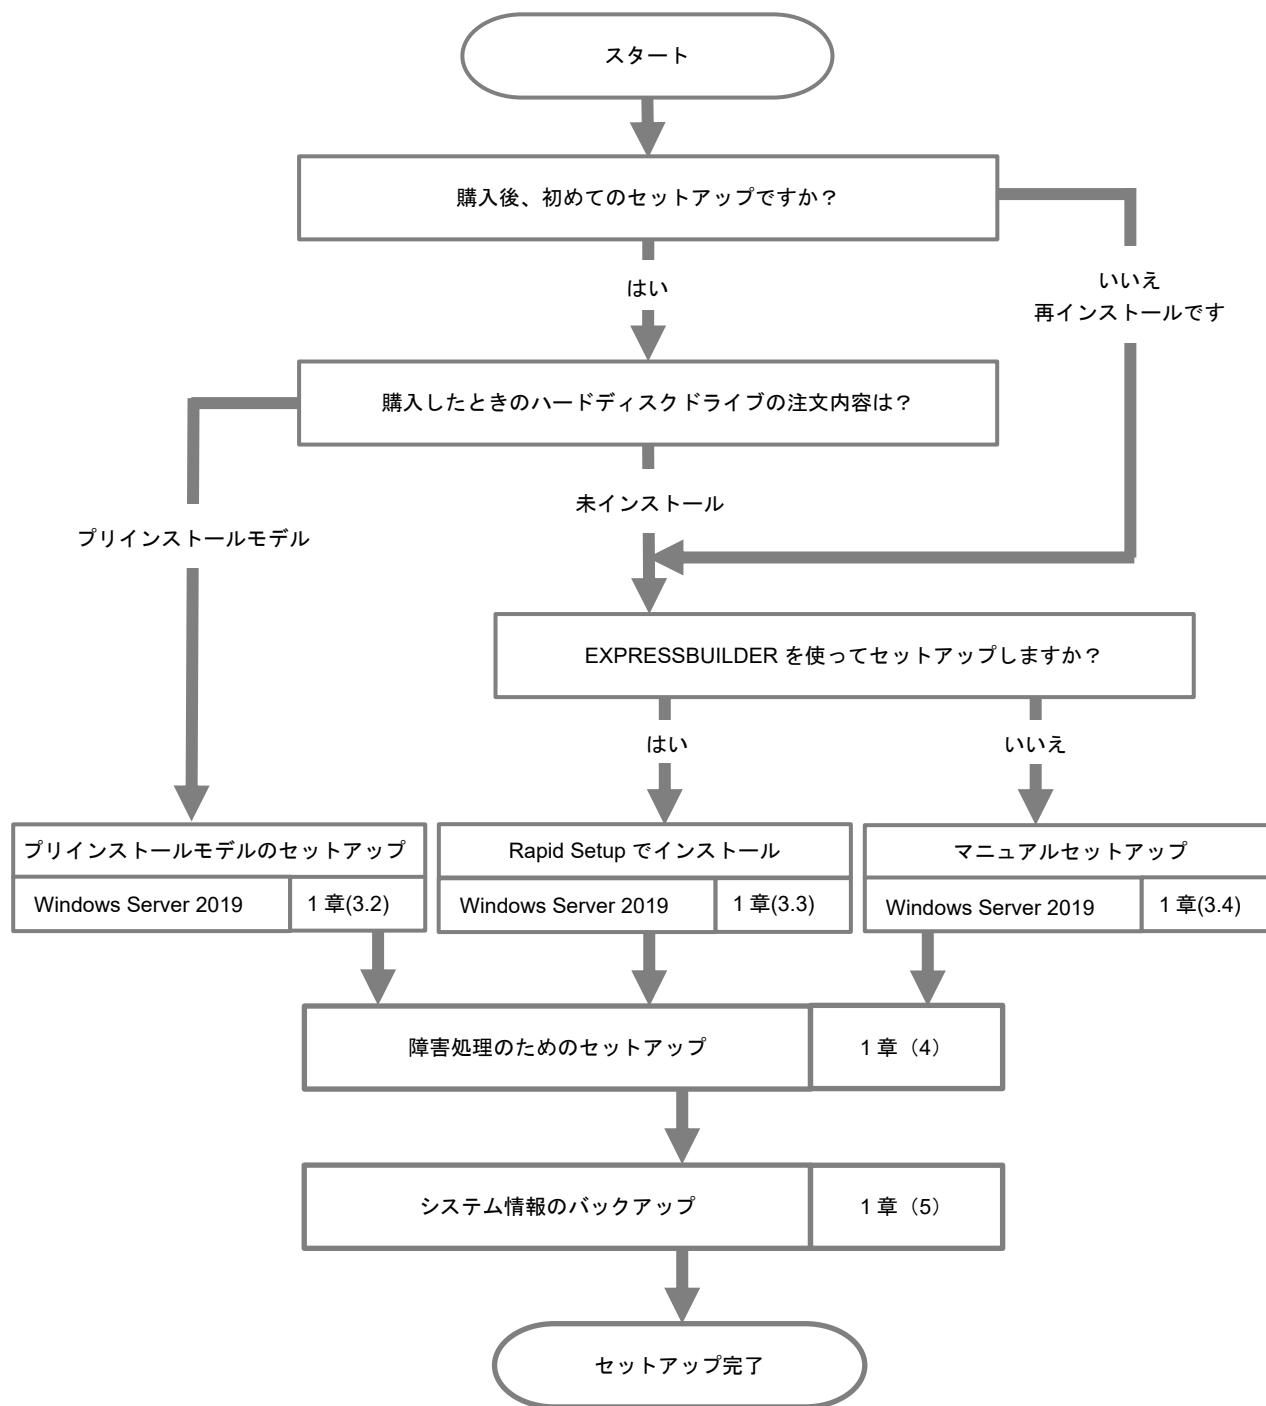 スタート
購入後、初めてのセットアップですか？
はい
いいえ
再インストールです
購入したときのハードディスクドライブの注文内容は？
未インストール
プリインストールモデル
EXPRESSBUILDER を使ってセットアップしますか？
はい
いいえ
プリインストールモデルのセットアップ
Windows Server 2019
1 章(3.2)
Rapid Setup でインストール
Windows Server 2019
1 章(3.3)
マニュアルセットアップ
Windows Server 2019
1 章(3.4)
障害処理のためのセットアップ
1 章（4）
システム情報のバックアップ
1 章（5）
セットアップ完了